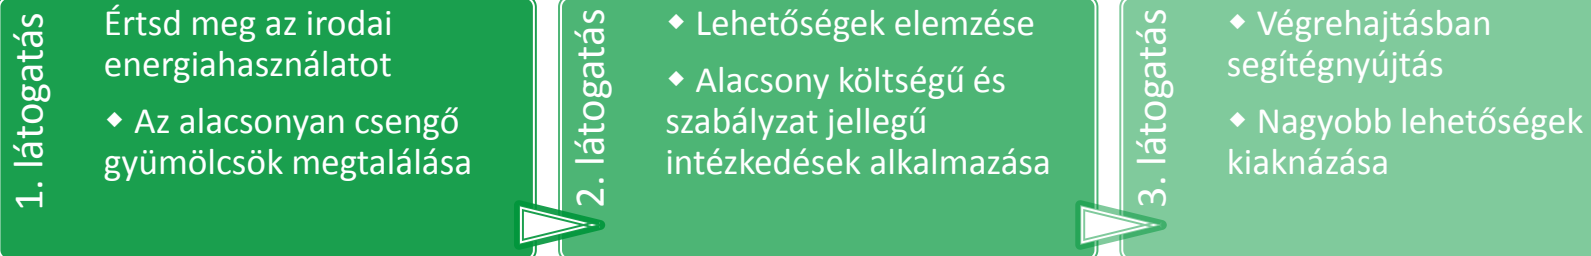 1. látogatás
Értsd meg az irodai
energiahasználatot
◆ Az alacsonyan csengő
gyümölcsök megtalálása
2. látogatás
◆ Lehetőségek elemzése
◆ Alacsony költségű és
szabályzat jellegű
intézkedések alkalmazása
3. látogatás
◆ Végrehajtásban
segítégnyújtás
◆ Nagyobb lehetőségek
kiaknázása